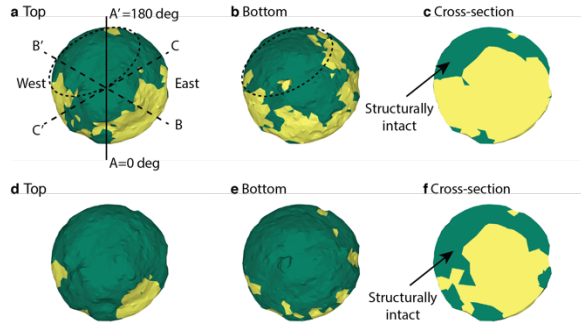 a Top
A'=180 deg
b Bottom
c Cross-section
B'
C
West
East
C'
B
A=0 deg
Structurally
intact
d Top
e Bottom
f Cross-section
Structurally
intact